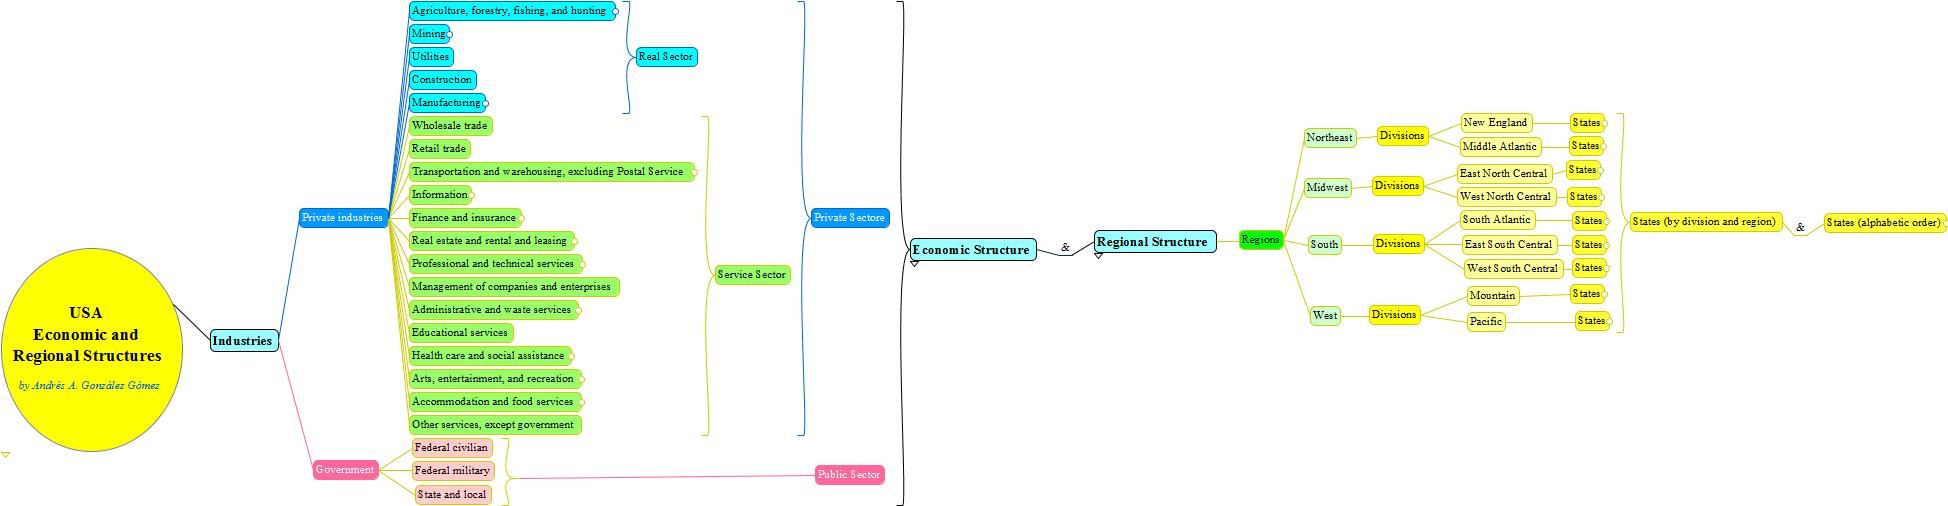 USA
Economic and
Regional Structures
by Andrés A. González Gómez
Industries
Private industries
Agriculture, forestry, fishing, and hunting
Mining
Utilities
Construction
Manufacturing
Real Sector
Wholesale trade
Retail trade
Transportation and warehousing, excluding Postal Service
Information
Finance and insurance
Real estate and rental and leasing
Professional and technical services
Management of companies and enterprises
Administrative and waste services
Educational services
Health care and social assistance
Arts, entertainment, and recreation
Accommodation and food services
Other services, except government
Service Sector
Private Sectore
Government
Federal civilian
Federal military
State and local
Public Sector
Economic Structure
&
Regional Structure
Regions
Northeast
Divisions
New England
States
Middle Atlantic
States
Midwest
Divisions
East North Central
States
West North Central
States
South
Divisions
South Atlantic
States
East South Central
States
West South Central
States
West
Divisions
Mountain
States
Pacific
States
States (by division and region)
&
States (alphabetic order)